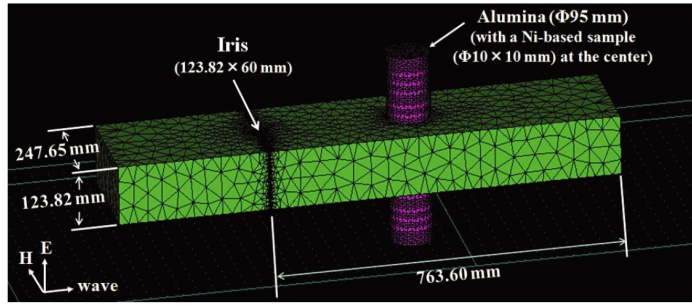 Alumina (Φ95 mm)
(with a Ni-based sample
(Φ10×10 mm) at the center)
Iris
(123.82×60 mm)
247.65 mm
123.82 mm
E
H
wave
763.60 mm